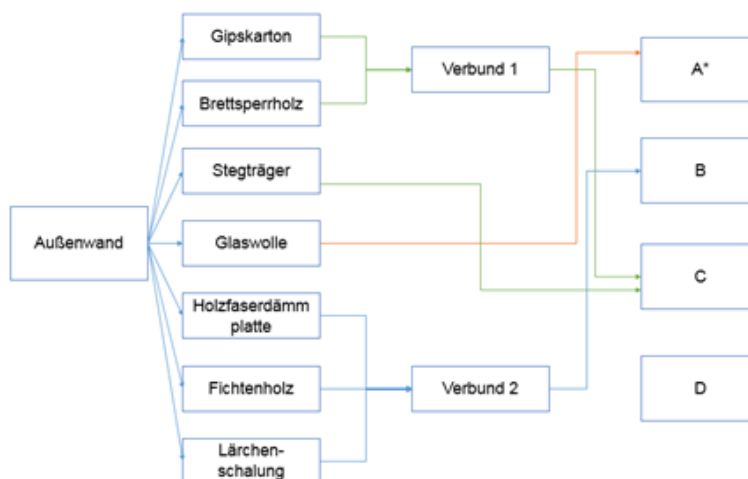 Außenwand
Gipskarton
Brettsperrholz
Stegträger
Glaswolle
Holzfaserdämm
platte
Fichtenholz
Lärchen-
schalung
Verbund 1
Verbund 2
A*
B
C
D